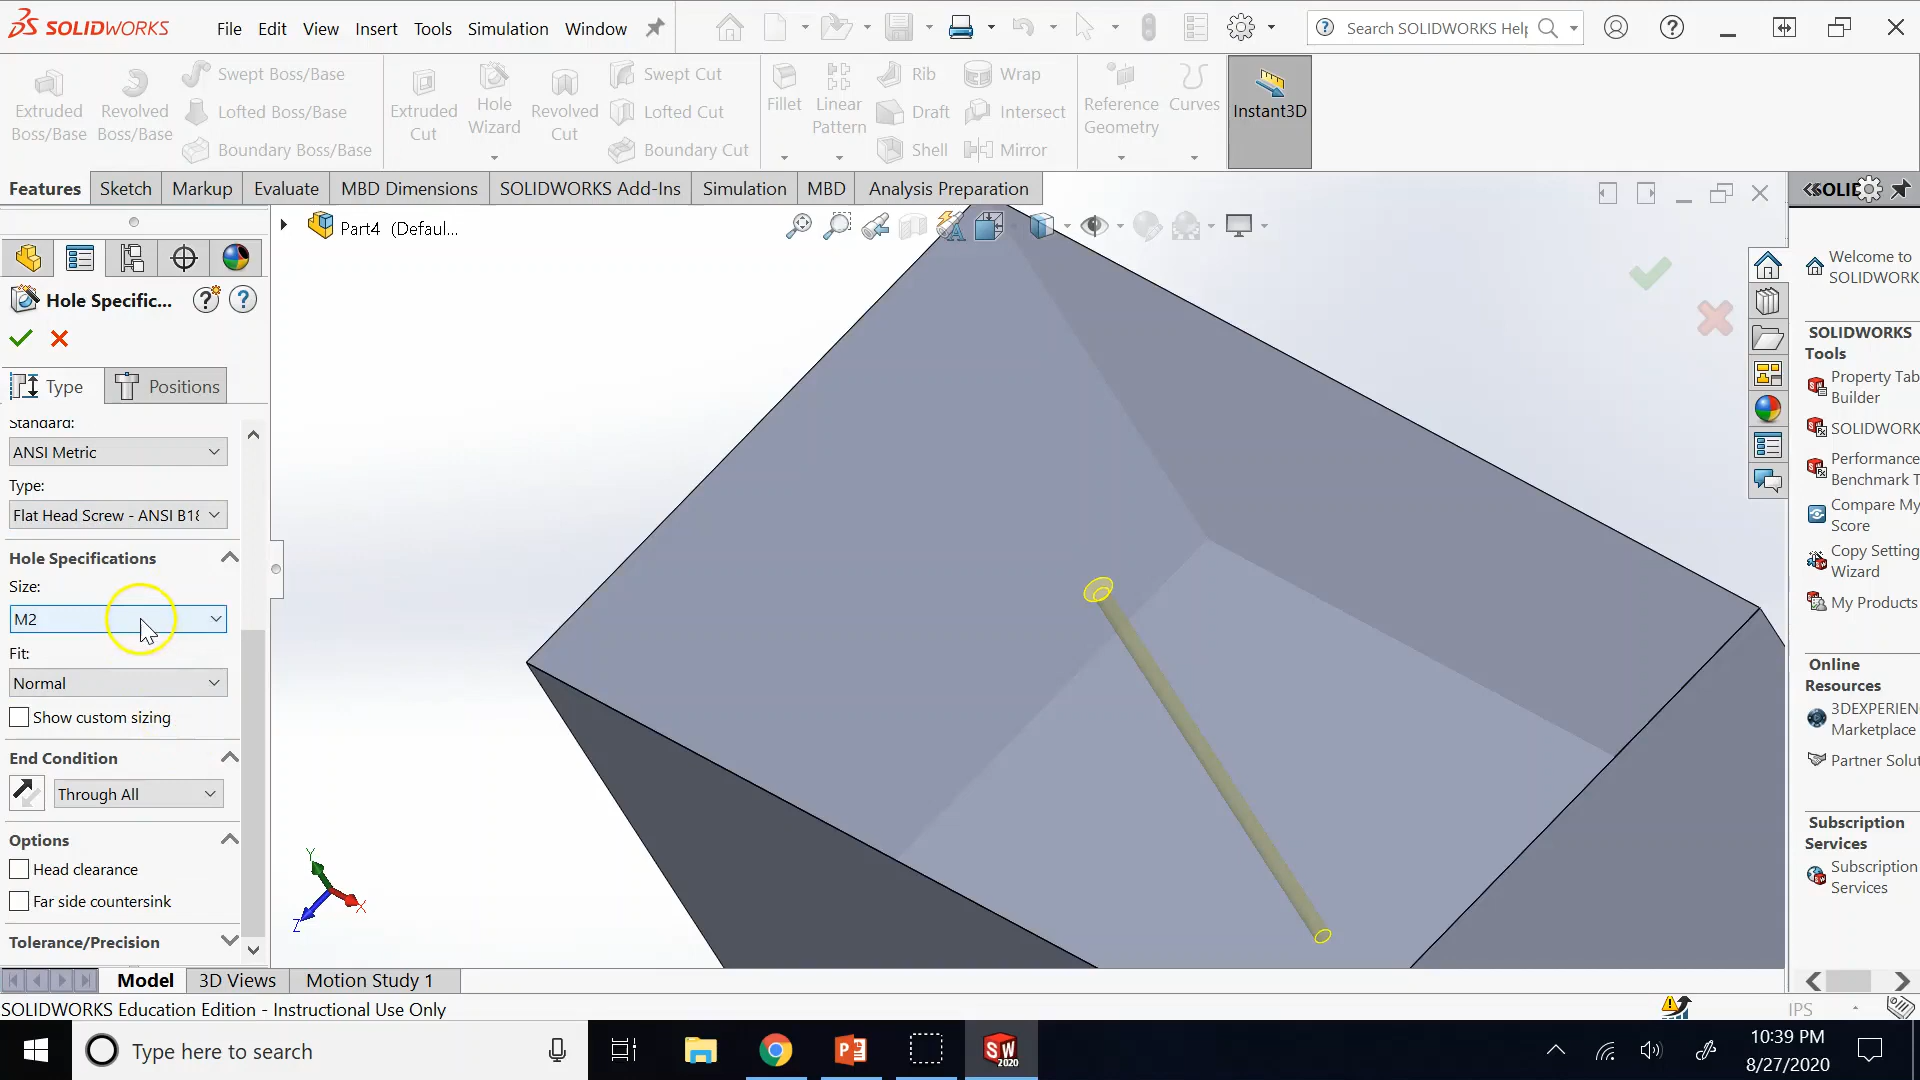 SOLIDWORKS
File Edit View Insert Tools Simulation Window
Search SOLIDWORKS Help
Extruded Boss/Base
Revolved Boss/Base
Swept Boss/Base
Lofted Boss/Base
Boundary Boss/Base
Extruded Cut
Hole Wizard
Revolved Cut
Swept Cut
Lofted Cut
Boundary Cut
Fillet
Linear Pattern
Rib
Draft
Shell
Wrap
Intersect
Mirror
Reference Geometry
Curves
Instant3D
Features Sketch Markup Evaluate MBD Dimensions SOLIDWORKS Add-Ins Simulation MBD Analysis Preparation
Part4 (Defaul...
Hole Specific...
Type
Positions
Standard:
ANSI Metric
Type:
Flat Head Screw - ANSI B18
Hole Specifications
Size:
M2
Fit:
Normal
Show custom sizing
End Condition
Through All
Options
Head clearance
Far side countersink
Tolerance/Precision
Y
X
Z
SOLID
Welcome to
SOLIDWORK
SOLIDWORKS
Tools
Property Tab
Builder
SOLIDWORK
Performance
Benchmark T
Compare My
Score
Copy Setting
Wizard
My Products
Online
Resources
3DEXPERIEN
Marketplace
Partner Solut
Subscription
Services
Subscription
Services
Model 3D Views Motion Study 1
SOLIDWORKS Education Edition - Instructional Use Only
IPS
Type here to search
P
SW
2020
10:39 PM
8/27/2020